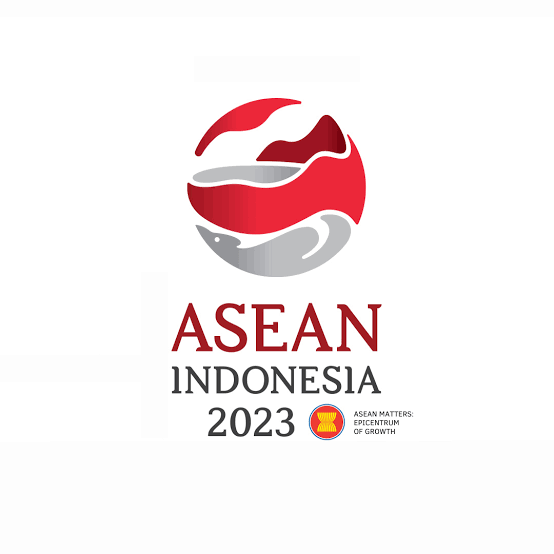 ASEAN
INDONESIA
2023
ASEAN MATTERS:
EPICENTRUM
OF GROWTH